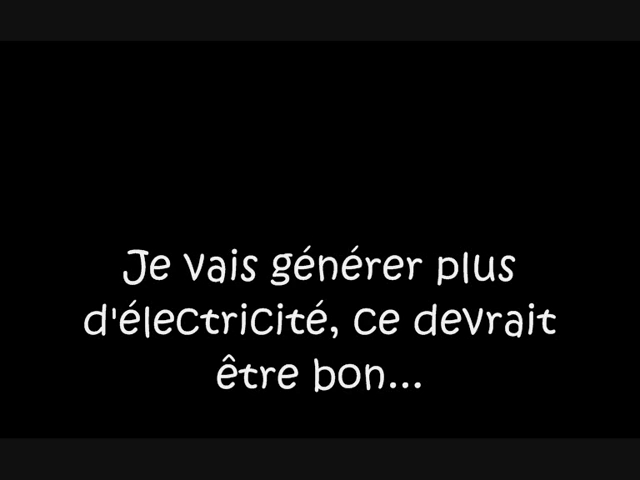 Je vais générer plus
d'électricité, ce devrait
être bon...